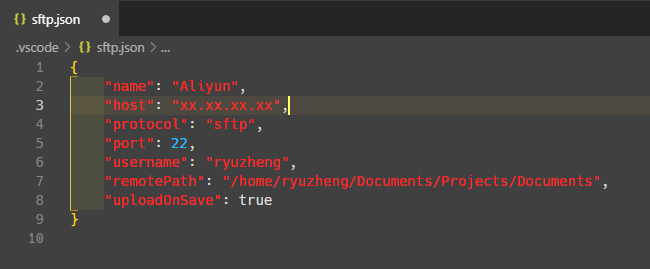 {} sftp.json ●
.vscode > {} sftp.json > ...
1 {
2 "name": "Aliyun",
3 "host": "xx.xx.xx.xx",
4 "protocol": "sftp",
5 "port": 22,
6 "username": "ryuzheng",
7 "remotePath": "/home/ryuzheng/Documents/Projects/Documents",
8 "uploadOnSave": true
9 }
10